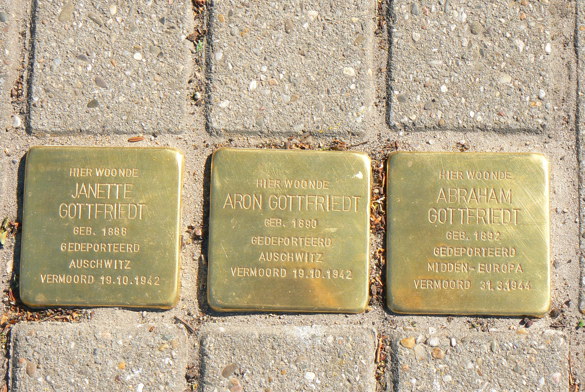 HIER WOONDE
JANETTE
GOTTFRIEDT
GEB. 1888
GEDEPORTEERD
AUSCHWITZ
VERMOORD 19.10.1942
HIER WOONDE
ARON GOTTFRIEDT
GEB. 1890
GEDEPORTEERD
AUSCHWITZ
VERMOORD 19.10.1942
HIER WOONDE
ABRAHAM
GOTTFRIEDT
GEB. 1892
GEDEPORTEERD
MIDDEN-EUROPA
VERMOORD 31.3.1944